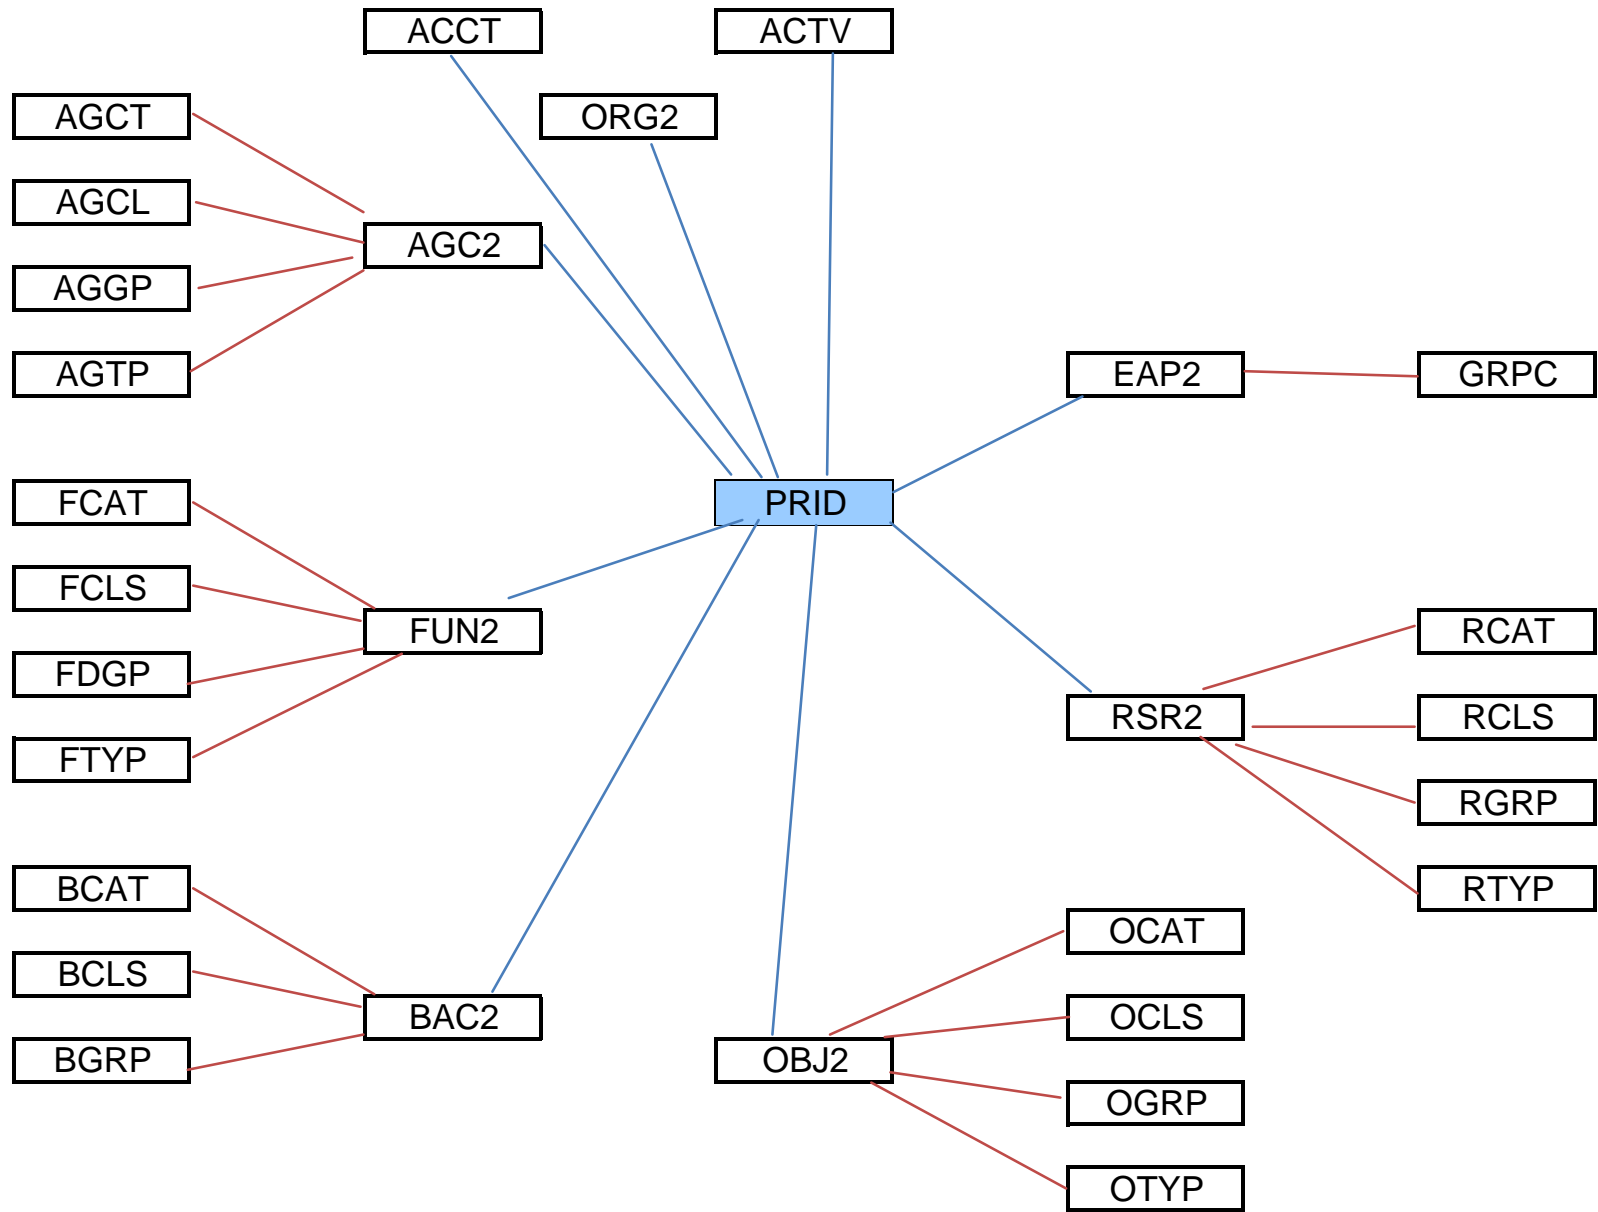 ACCT
ACTV
AGCT
ORG2
AGCL
AGC2
AGGP
AGTP
EAP2
GRPC
FCAT
PRID
FCLS
FUN2
RCAT
FDGP
RSR2
RCLS
FTYP
RGRP
BCAT
RTYP
OCAT
BCLS
BAC2
OCLS
BGRP
OBJ2
OGRP
OTYP